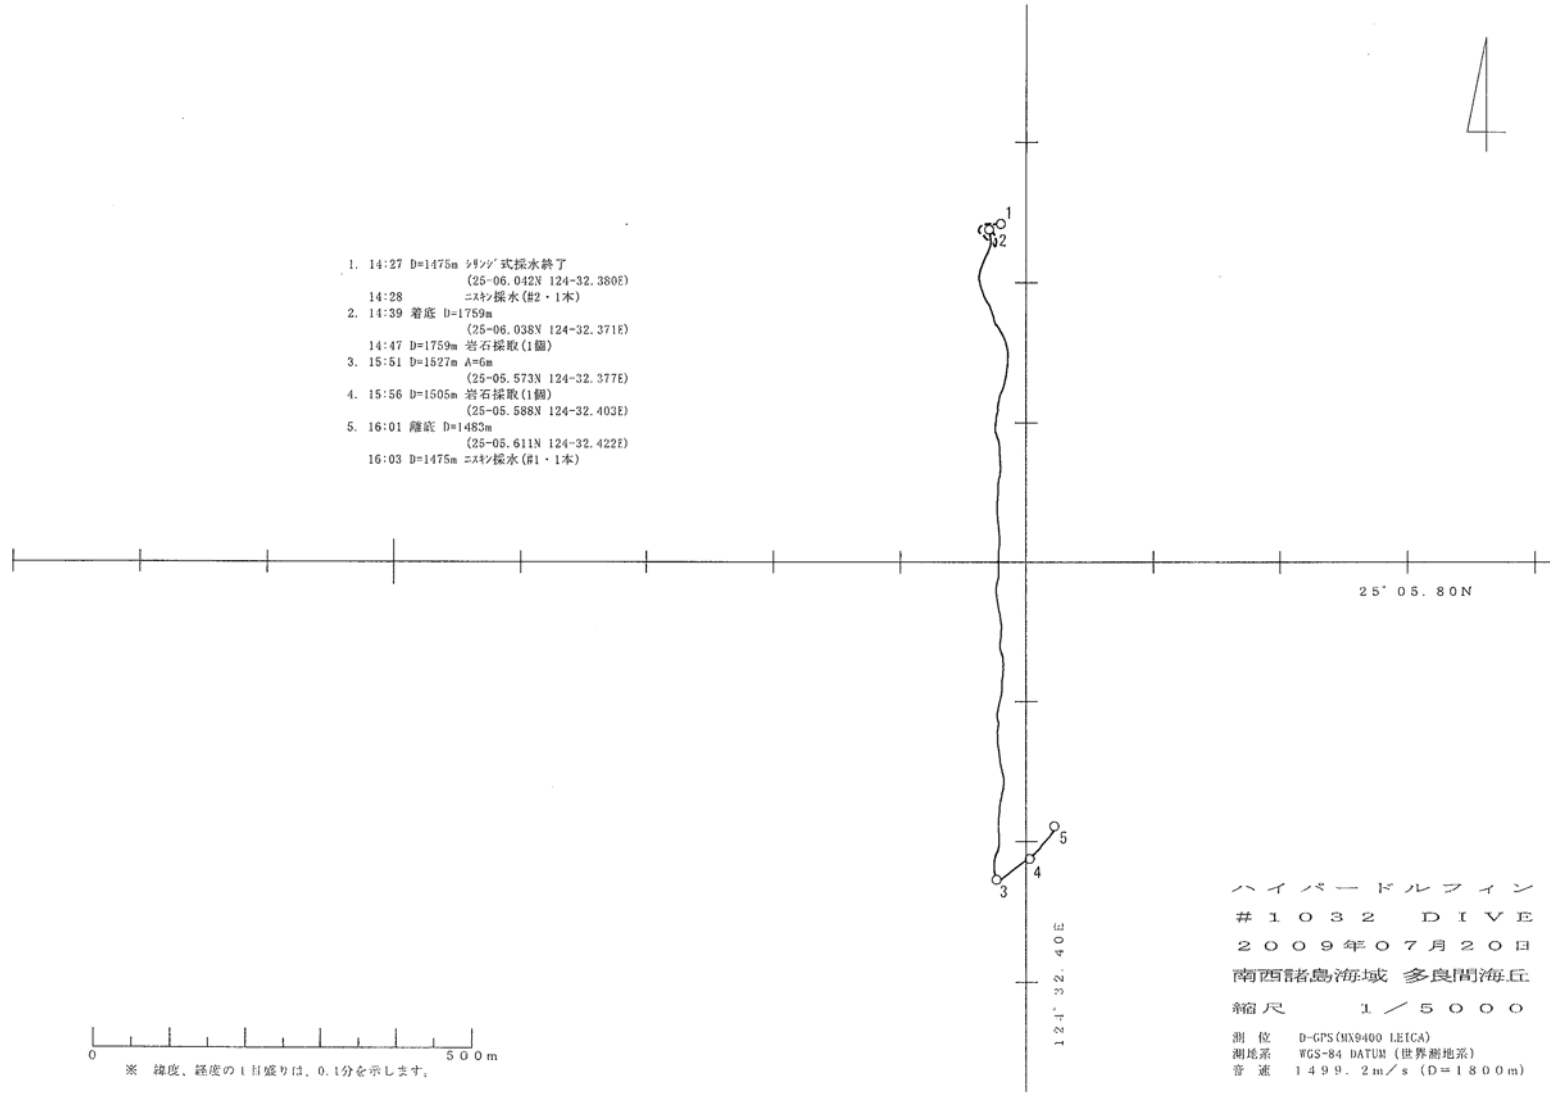 1. 14:27 D=1475m シリンジ式採水終了
(25-06.042N 124-32.380E)
14:28 ニスキン採水(#2・1本)
2. 14:39 着底 D=1759m
(25-06.038N 124-32.371E)
14:47 D=1759m 岩石採取(1個)
3. 15:51 D=1527m A=6m
(25-05.573N 124-32.377E)
4. 15:56 D=1505m 岩石採取(1個)
(25-05.588N 124-32.403E)
5. 16:01 離底 D=1483m
(25-05.611N 124-32.422E)
16:03 D=1475m ニスキン採水(#1・1本)
1
2
25°05.80N
5
4
3
124°32.40E
ハイパードルフィン
#1032 DIVE
2009年07月20日
南西諸島海域 多良間海丘
縮尺 1/5000
測位 D-GPS(MX9400 LEICA)
測地系 WGS-84 DATUM (世界測地系)
音速 1499.2m/s (D=1800m)
0 500m
※ 緯度、経度の1目盛りは、0.1分を示します。